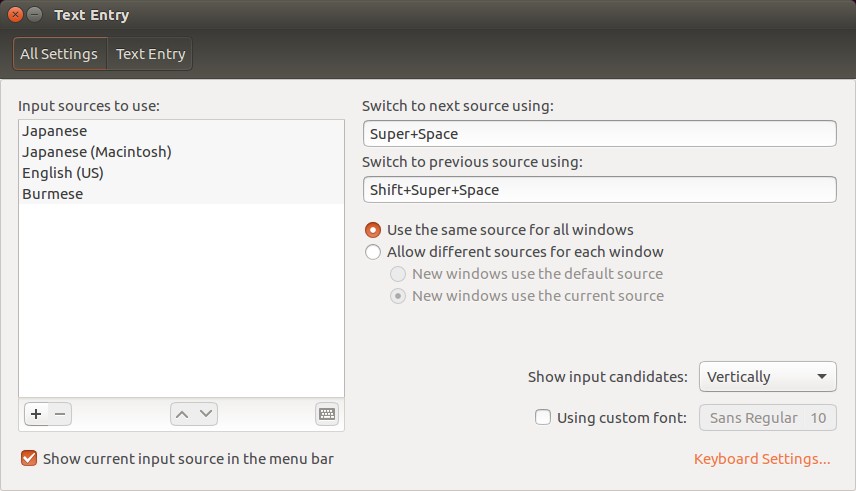 Text Entry
All Settings
Text Entry
Input sources to use:
Japanese
Japanese (Macintosh)
English (US)
Burmese
Switch to next source using:
Super+Space
Switch to previous source using:
Shift+Super+Space
Use the same source for all windows
Allow different sources for each window
New windows use the default source
New windows use the current source
Show input candidates: Vertically
Using custom font: Sans Regular 10
Show current input source in the menu bar
Keyboard Settings...